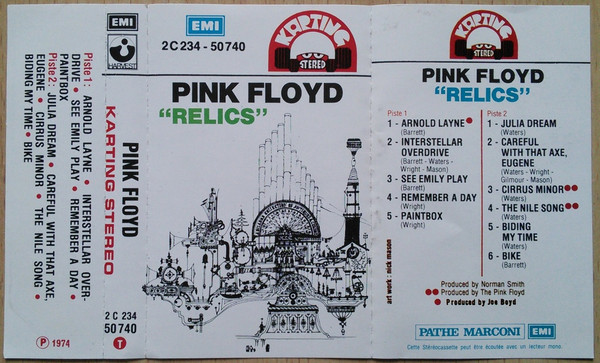 EMI
HARVEST
Piste 1 : ARNOLD LAYNE • INTERSTELLAR OVER-
DRIVE • SEE EMILY PLAY • REMEMBER A DAY •
PAINTBOX
Piste 2 : JULIA DREAM • CAREFUL WITH THAT AXE,
EUGENE • CIRRUS MINOR • THE NILE SONG •
BIDING MY TIME • BIKE
KARTING STEREO
PINK FLOYD
2 C 234
50 740
P 1974
T
EMI
2 C 234 - 50 740
KARTING
STEREO
PINK FLOYD
"RELICS"
KARTING
STEREO
PINK FLOYD
"RELICS"
Piste 1
1 - ARNOLD LAYNE ●
(Barrett)
2 - INTERSTELLAR
OVERDRIVE
(Barrett - Waters -
Wright - Mason)
3 - SEE EMILY PLAY
(Barrett)
4 - REMEMBER A DAY
(Wright)
5 - PAINTBOX
(Wright)
Piste 2
1 - JULIA DREAM
(Waters)
2 - CAREFUL
WITH THAT AXE,
EUGENE
(Waters - Wright -
Gilmour - Mason)
3 - CIRRUS MINOR ●●
(Waters)
4 - THE NILE SONG ●●
(Waters)
5 - BIDING
MY TIME
(Waters)
6 - BIKE
(Barrett)
art work : nick mason
Produced by Norman Smith
●● Produced by The Pink Floyd
● Produced by Joe Boyd
PATHE MARCONI EMI
Cette Stéréocassette peut être écoutée avec un lecteur mono.